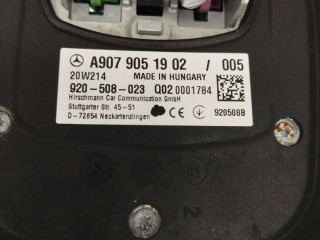 A907 905 19 02 / 005
20W214 MADE IN HUNGARY
920-508-023 Q02 0001784
Hirschmann Car Communication GmbH
Stuttgarter Str. 45-51
D-72654 Neckartenzlingen
CE
920508B